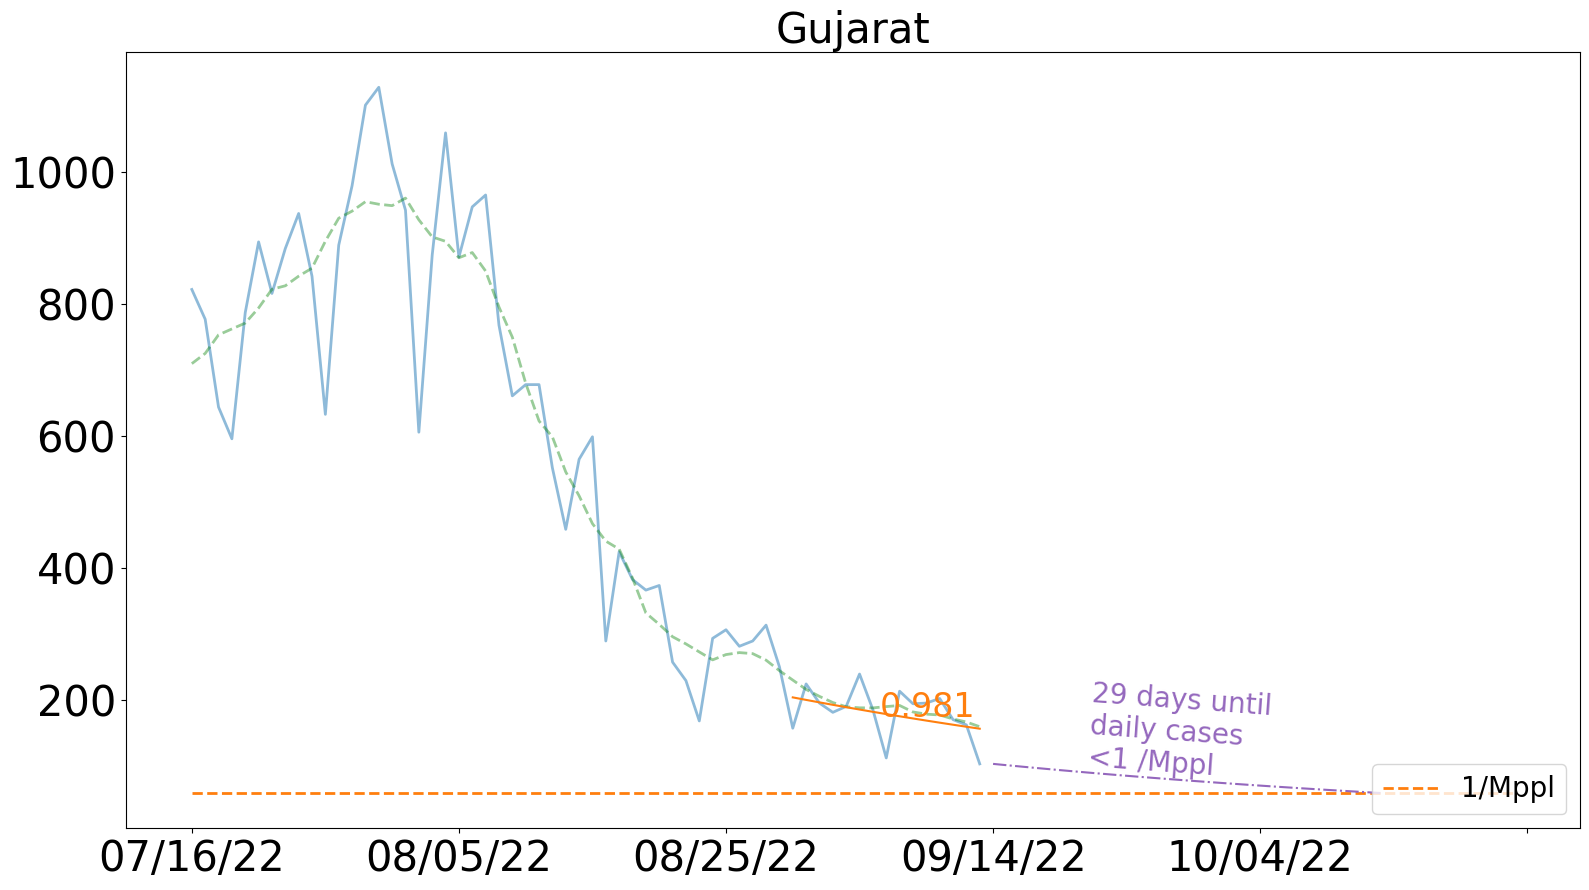 Gujarat
1000
800
600
400
200
0.981
29 days until
daily cases
<1 /Mppl
1/Mppl
07/16/22
08/05/22
08/25/22
09/14/22
10/04/22